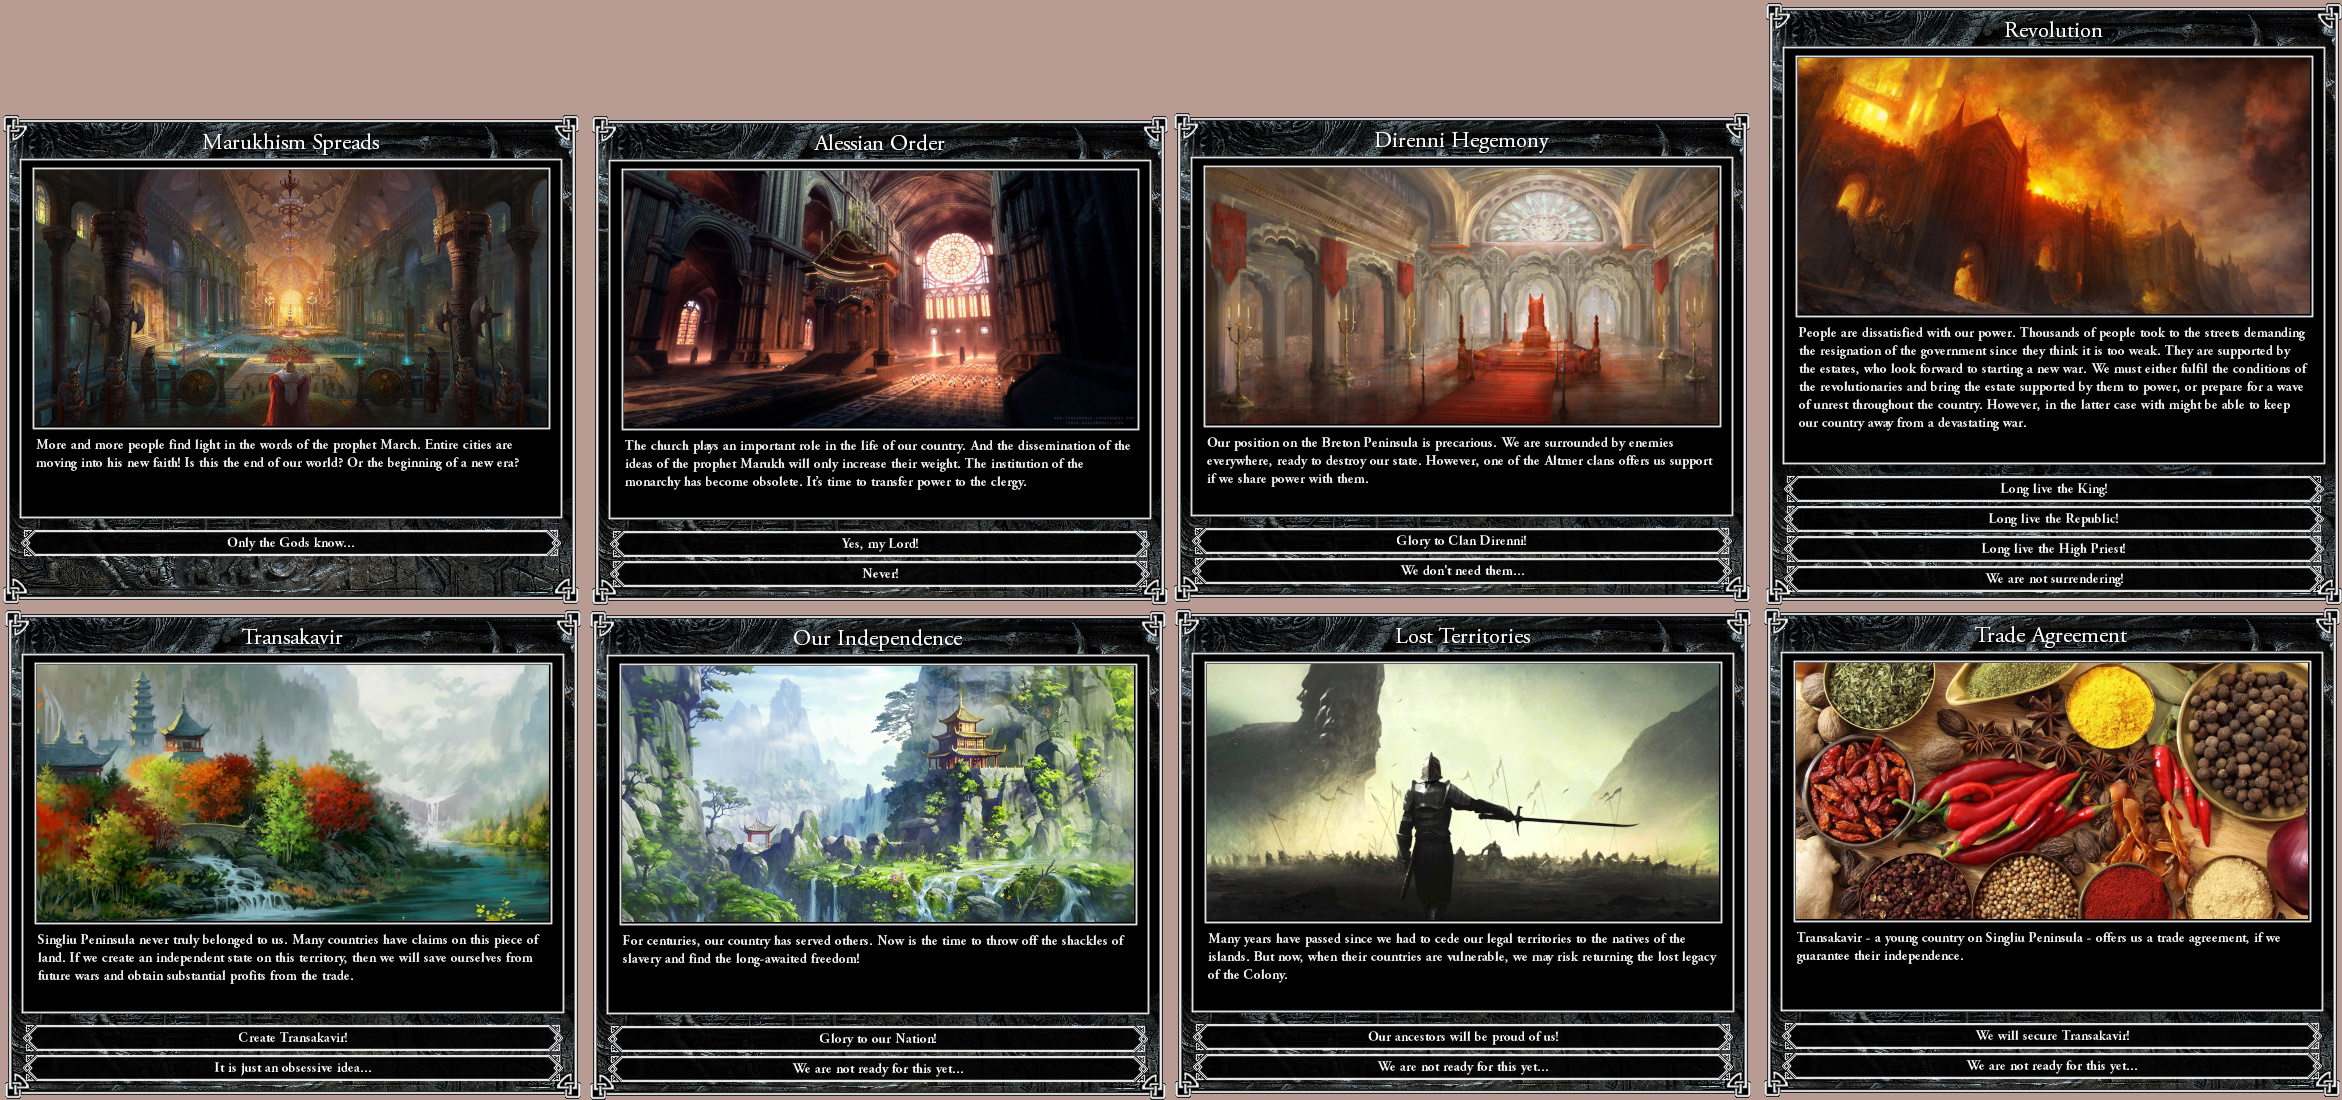 Marukhism Spreads
More and more people find light in the words of the prophet March. Entire cities are
moving into his new faith! Is this the end of our world? Or the beginning of a new era?
Only the Gods know...
Alessian Order
The church plays an important role in the life of our country. And the dissemination of the
ideas of the prophet Marukh will only increase their weight. The institution of the
monarchy has become obsolete. It's time to transfer power to the clergy.
Yes, my Lord!
Never!
Direnni Hegemony
Our position on the Breton Peninsula is precarious. We are surrounded by enemies
everywhere, ready to destroy our state. However, one of the Altmer clans offers us support
if we share power with them.
Glory to Clan Direnni!
We don't need them...
Revolution
People are dissatisfied with our power. Thousands of people took to the streets demanding
the resignation of the government since they think it is too weak. They are supported by
the estates, who look forward to starting a new war. We must either fulfil the conditions of
the revolutionaries and bring the estate supported by them to power, or prepare for a wave
of unrest throughout the country. However, in the latter case with might be able to keep
our country away from a devastating war.
Long live the King!
Long live the Republic!
Long live the High Priest!
We are not surrendering!
Transakavir
Singliu Peninsula never truly belonged to us. Many countries have claims on this piece of
land. If we create an independent state on this territory, then we will save ourselves from
future wars and obtain substantial profits from the trade.
Create Transakavir!
It is just an obsessive idea...
Our Independence
For centuries, our country has served others. Now is the time to throw off the shackles of
slavery and find the long-awaited freedom!
Glory to our Nation!
We are not ready for this yet...
Lost Territories
Many years have passed since we had to cede our legal territories to the natives of the
islands. But now, when their countries are vulnerable, we may risk returning the lost legacy
of the Colony.
Our ancestors will be proud of us!
We are not ready for this yet...
Trade Agreement
Transakavir - a young country on Singliu Peninsula - offers us a trade agreement, if we
guarantee their independence.
We will secure Transakavir!
We are not ready for this yet...